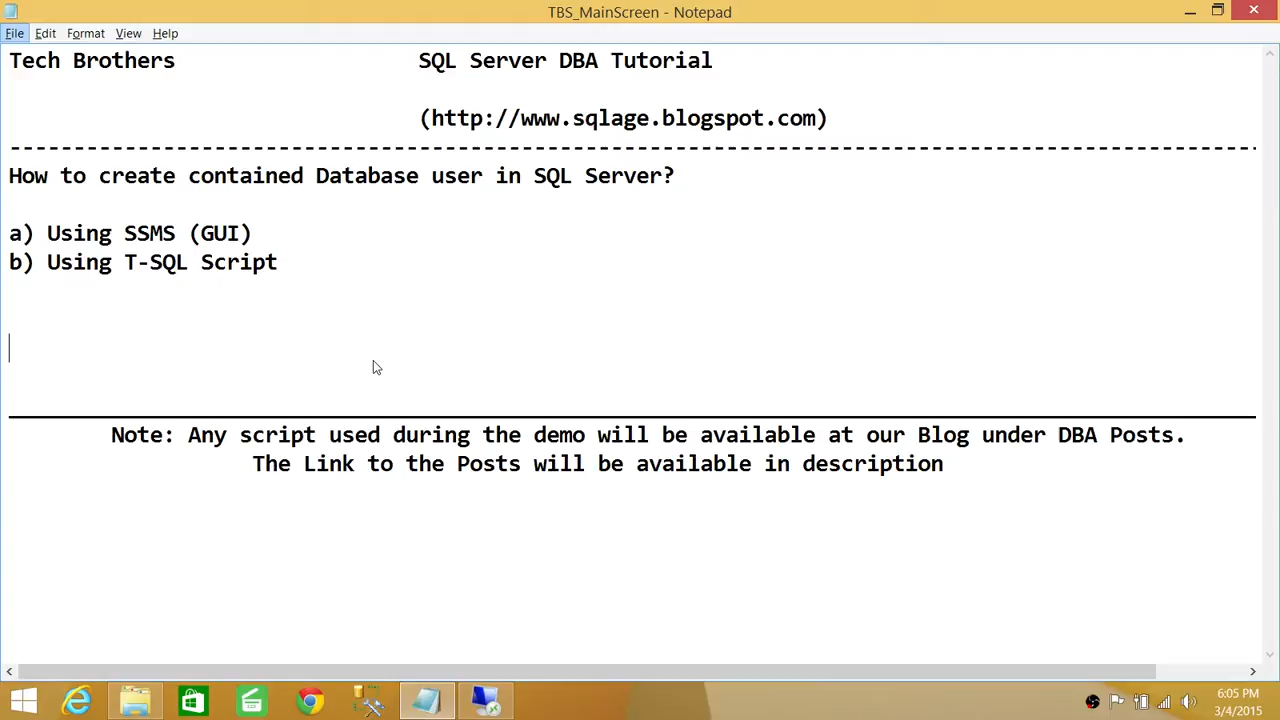 TBS_MainScreen - Notepad
File Edit Format View Help
Tech Brothers SQL Server DBA Tutorial
(http://www.sqlage.blogspot.com)
--------------------------------------------------------------------------------------------------
How to create contained Database user in SQL Server?
a) Using SSMS (GUI)
b) Using T-SQL Script
Note: Any script used during the demo will be available at our Blog under DBA Posts.
The Link to the Posts will be available in description
6:05 PM
3/4/2015